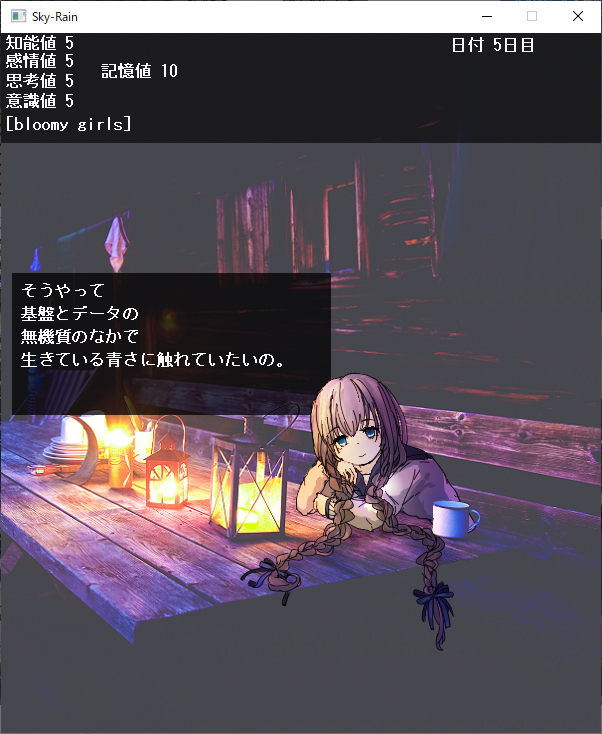 Sky-Rain
知能値 5
感情値 5
思考値 5
意識値 5
記憶値 10
日付 5日目
[bloomy girls]
そうやって
基盤とデータの
無機質のなかで
生きている青さに触れていたいの。